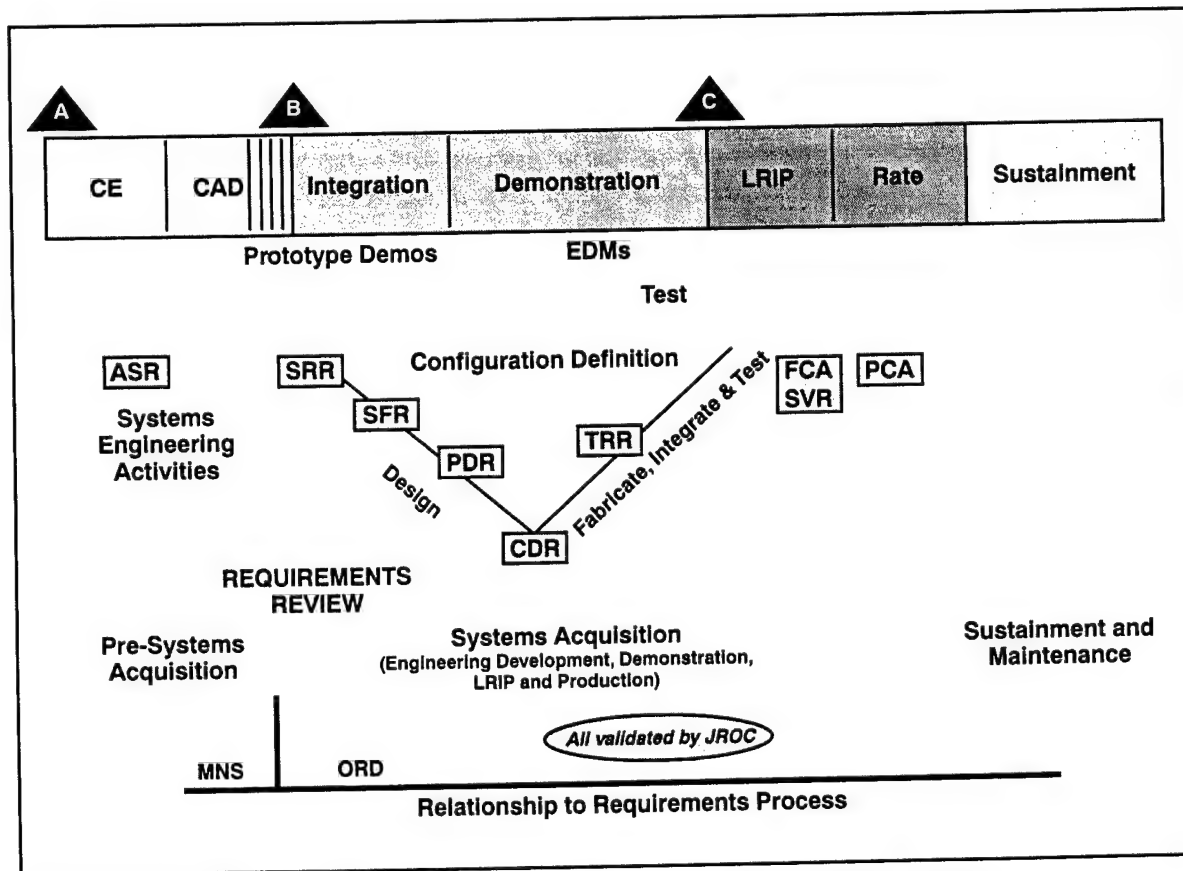 A
B
C
CE
CAD
Integration
Demonstration
LRIP
Rate
Sustainment
Prototype Demos
EDMs
Test
ASR
SRR
Configuration Definition
FCA
SVR
PCA
Systems
Engineering
Activities
SFR
TRR
PDR
Design
Fabricate, Integrate & Test
CDR
REQUIREMENTS
REVIEW
Pre-Systems
Acquisition
Systems Acquisition
(Engineering Development, Demonstration,
LRIP and Production)
Sustainment and
Maintenance
All validated by JROC
MNS
ORD
Relationship to Requirements Process